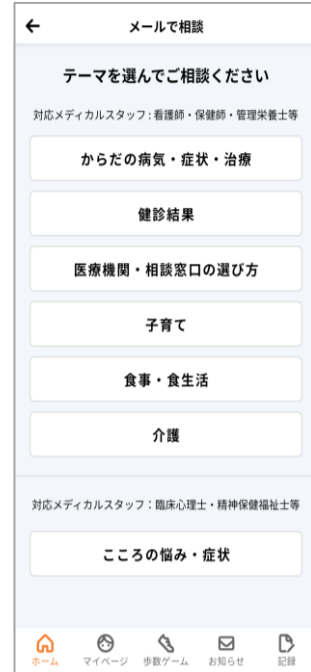 メールで相談
テーマを選んでご相談ください
対応メディカルスタッフ:看護師・保健師・管理栄養士等
からだの病気・症状・治療
健診結果
医療機関・相談窓口の選び方
子育て
食事・食生活
介護
対応メディカルスタッフ:臨床心理士・精神保健福祉士等
こころの悩み・症状
ホーム マイページ 歩数ゲーム お知らせ 記録